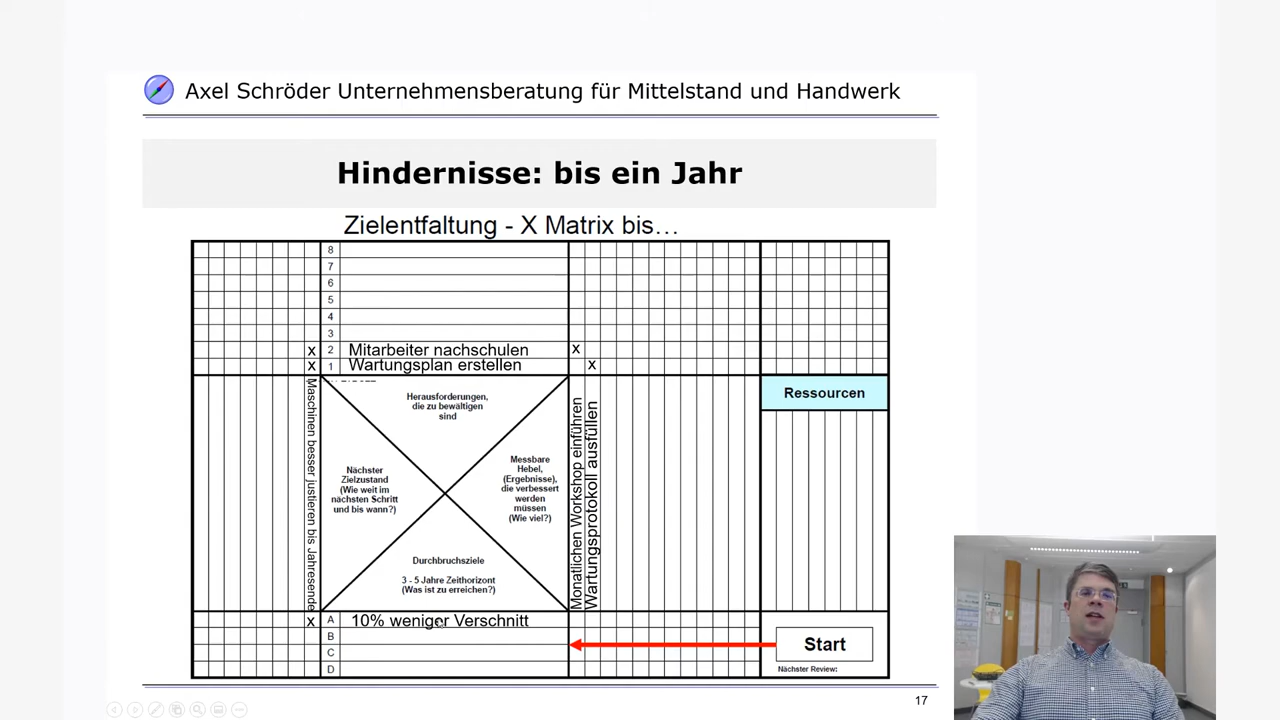 Axel Schröder Unternehmensberatung für Mittelstand und Handwerk
Hindernisse: bis ein Jahr
Zielentfaltung - X Matrix bis…
8
7
6
5
4
3
x 2 Mitarbeiter nachschulen x
x 1 Wartungsplan erstellen x
Maschinen besser justieren bis Jahresende
Herausforderungen,
die zu bewältigen
sind
Nächster
Zielzustand
(Wie weit im
nächsten Schritt
und bis wann?)
Messbare
Hebel,
(Ergebnisse),
die verbessert
werden
müssen
(Wie viel?)
Durchbruchsziele
3 - 5 Jahre Zeithorizont
(Was ist zu erreichen?)
Monatlichen Workshop einführen
Wartungsprotokoll ausfüllen
Ressourcen
x A 10% weniger Verschnitt
B
C
D
Start
Nächster Review:
17